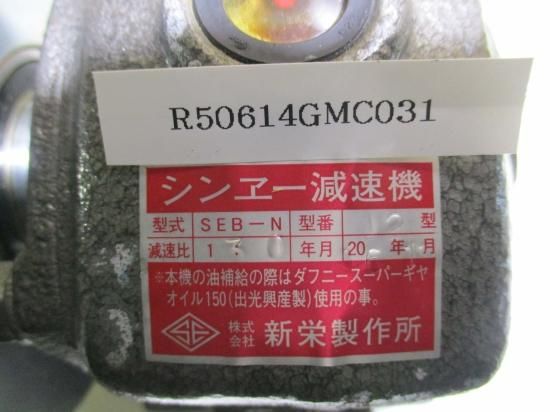 R50614GMC031
シンヱー減速機
型式 SEB-N 型番 型
減速比 1 年月 20 年 月
※本機の油補給の際はダフニースーパーギヤ
オイル150(出光興産製)使用の事。
株式会社 新栄製作所